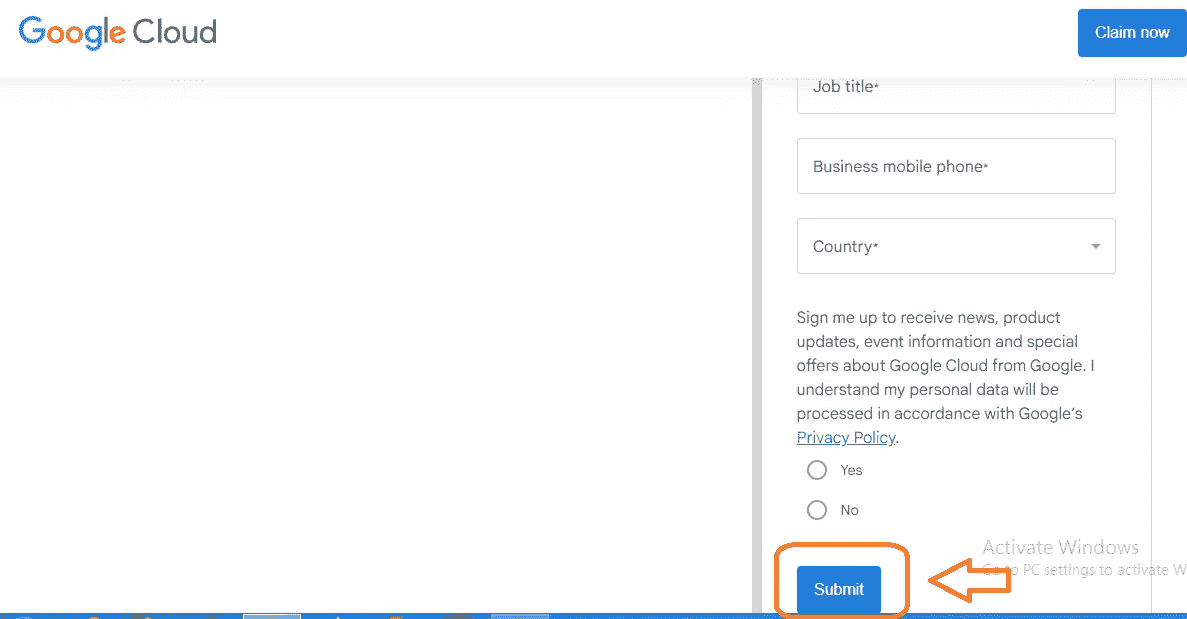 Google Cloud
Claim now
Job title*
Business mobile phone*
Country*
Sign me up to receive news, product
updates, event information and special
offers about Google Cloud from Google. I
understand my personal data will be
processed in accordance with Google's
Privacy Policy.
Yes
No
Activate Windows
Go to PC settings to activate W
Submit